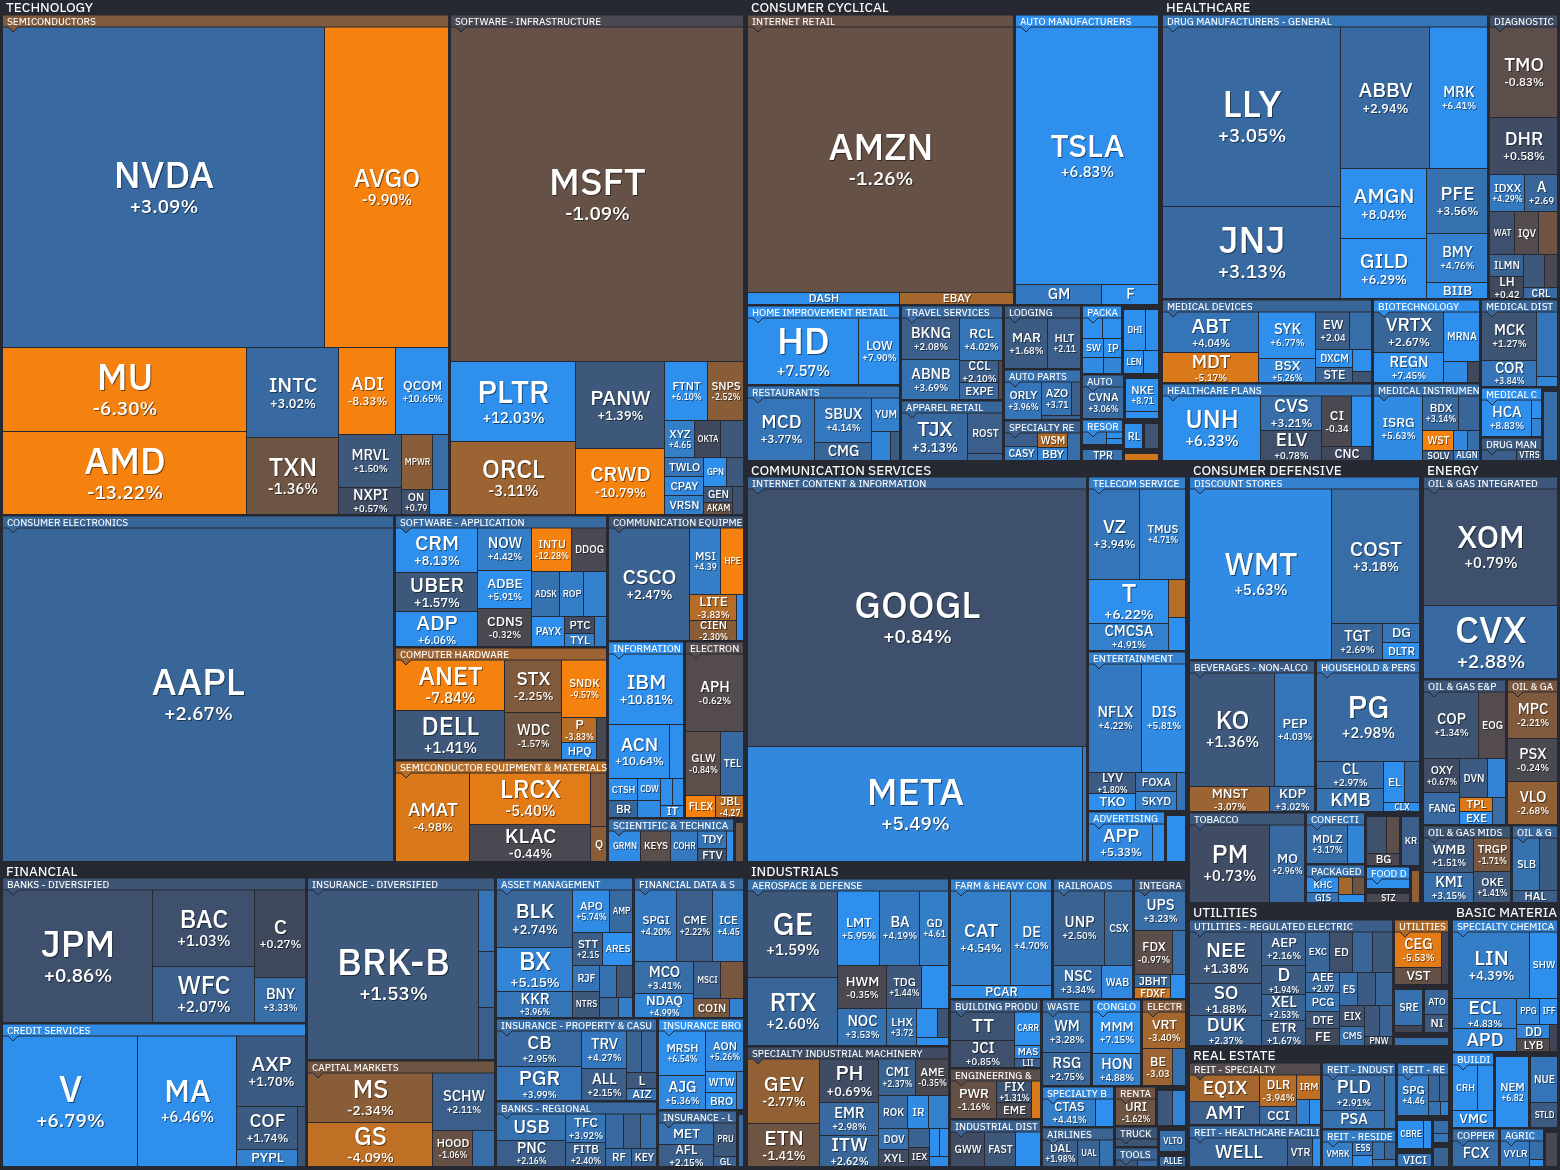 TECHNOLOGY
SEMICONDUCTORS
NVDA
+3.09%
AVGO
-9.90%
MU
-6.30%
AMD
-13.22%
INTC
+3.02%
TXN
-1.36%
ADI
-8.33%
QCOM
+10.65%
MRVL
+1.50%
MPWR
NXPI
+0.57%
ON
+0.79
SOFTWARE - INFRASTRUCTURE
MSFT
-1.09%
PLTR
+12.03%
ORCL
-3.11%
PANW
+1.39%
CRWD
-10.79%
FTNT
+6.10%
SNPS
-2.52%
XYZ
+4.65
OKTA
TWLO
GPN
CPAY
GEN
VRSN
AKAM
CONSUMER ELECTRONICS
AAPL
+2.67%
SOFTWARE - APPLICATION
CRM
+8.13%
NOW
+4.42%
INTU
-12.28%
DDOG
UBER
+1.57%
ADBE
+5.91%
ADSK
ROP
ADP
+6.06%
CDNS
-0.32%
PAYX
PTC
TYL
COMMUNICATION EQUIPME
CSCO
+2.47%
MSI
+4.39
HPE
LITE
-3.83%
CIEN
-2.30%
COMPUTER HARDWARE
ANET
-7.84%
STX
-2.25%
SNDK
-9.57%
DELL
+1.41%
WDC
-1.57%
P
-3.83%
HPQ
INFORMATION
IBM
+10.81%
ACN
+10.64%
CTSH
CDW
BR
IT
ELECTRON
APH
-0.62%
GLW
-0.84%
TEL
FLEX
JBL
-4.27
SEMICONDUCTOR EQUIPMENT & MATERIALS
AMAT
-4.98%
LRCX
-5.40%
KLAC
-0.44%
Q
SCIENTIFIC & TECHNICA
GRMN
KEYS
COHR
TDY
FTV
CONSUMER CYCLICAL
INTERNET RETAIL
AMZN
-1.26%
DASH
EBAY
AUTO MANUFACTURERS
TSLA
+6.83%
GM
F
HOME IMPROVEMENT RETAIL
HD
+7.57%
LOW
+7.90%
TRAVEL SERVICES
BKNG
+2.08%
RCL
+4.02%
ABNB
+3.69%
CCL
+2.10%
EXPE
LODGING
MAR
+1.68%
HLT
+2.11
PACKA
SW
IP
DHI
LEN
RESTAURANTS
MCD
+3.77%
SBUX
+4.14%
YUM
CMG
APPAREL RETAIL
TJX
+3.13%
ROST
AUTO PARTS
ORLY
+3.96%
AZO
+3.71
AUTO
CVNA
+3.06%
NKE
+8.71
SPECIALTY RE
WSM
CASY
BBY
RESOR
RL
TPR
HEALTHCARE
DRUG MANUFACTURERS - GENERAL
LLY
+3.05%
JNJ
+3.13%
ABBV
+2.94%
MRK
+6.41%
AMGN
+8.04%
PFE
+3.56%
GILD
+6.29%
BMY
+4.76%
BIIB
DIAGNOSTIC
TMO
-0.83%
DHR
+0.58%
IDXX
+4.29%
A
+2.69
WAT
IQV
ILMN
LH
+0.42
CRL
MEDICAL DEVICES
ABT
+4.04%
SYK
+6.77%
EW
+2.04
MDT
-5.17%
BSX
+5.26%
DXCM
STE
BIOTECHNOLOGY
VRTX
+2.67%
MRNA
REGN
+7.45%
MEDICAL DIST
MCK
+1.27%
COR
+3.84%
HEALTHCARE PLANS
UNH
+6.33%
CVS
+3.21%
CI
-0.34
ELV
+0.78%
CNC
MEDICAL INSTRUMEN
ISRG
+5.63%
BDX
+3.14%
WST
SOLV
ALGN
MEDICAL C
HCA
+8.83%
DRUG MAN
VTRS
COMMUNICATION SERVICES
INTERNET CONTENT & INFORMATION
GOOGL
+0.84%
META
+5.49%
TELECOM SERVICE
VZ
+3.94%
TMUS
+4.71%
T
+6.22%
CMCSA
+4.91%
ENTERTAINMENT
NFLX
+4.22%
DIS
+5.81%
LYV
+1.80%
FOXA
TKO
SKYD
ADVERTISING
APP
+5.33%
CONSUMER DEFENSIVE
DISCOUNT STORES
WMT
+5.63%
COST
+3.18%
TGT
+2.69%
DG
DLTR
BEVERAGES - NON-ALCO
KO
+1.36%
PEP
+4.03%
MNST
-3.07%
KDP
+3.02%
HOUSEHOLD & PERS
PG
+2.98%
CL
+2.97%
EL
KMB
CLX
TOBACCO
PM
+0.73%
MO
+2.96%
CONFECTI
MDLZ
+3.17%
BG
KR
PACKAGED
KHC
GIS
FOOD D
STZ
ENERGY
OIL & GAS INTEGRATED
XOM
+0.79%
CVX
+2.88%
OIL & GAS E&P
COP
+1.34%
EOG
OXY
+0.67%
DVN
FANG
TPL
EXE
OIL & GA
MPC
-2.21%
PSX
-0.24%
VLO
-2.68%
OIL & GAS MIDS
WMB
+1.51%
TRGP
-1.71%
KMI
+3.15%
OKE
+1.41%
OIL & G
SLB
HAL
FINANCIAL
BANKS - DIVERSIFIED
JPM
+0.86%
BAC
+1.03%
C
+0.27%
WFC
+2.07%
BNY
+3.33%
CREDIT SERVICES
V
+6.79%
MA
+6.46%
AXP
+1.70%
COF
+1.74%
PYPL
INSURANCE - DIVERSIFIED
BRK-B
+1.53%
CAPITAL MARKETS
MS
-2.34%
SCHW
+2.11%
GS
-4.09%
HOOD
-1.06%
ASSET MANAGEMENT
BLK
+2.74%
APO
+5.74%
AMP
BX
+5.15%
STT
+2.15
ARES
RJF
KKR
+3.96%
NTRS
FINANCIAL DATA & S
SPGI
+4.20%
CME
+2.22%
ICE
+4.45
MCO
+3.41%
MSCI
NDAQ
+4.99%
COIN
INSURANCE - PROPERTY & CASU
CB
+2.95%
TRV
+4.27%
PGR
+3.99%
ALL
+2.15%
L
AIZ
INSURANCE BRO
MRSH
+6.54%
AON
+5.26%
AJG
+5.36%
WTW
BRO
BANKS - REGIONAL
USB
TFC
+3.92%
PNC
+2.16%
FITB
+2.40%
RF
KEY
INSURANCE - L
MET
PRU
AFL
+2.15%
GL
INDUSTRIALS
AEROSPACE & DEFENSE
GE
+1.59%
LMT
+5.95%
BA
+4.19%
GD
+4.61
RTX
+2.60%
HWM
-0.35%
TDG
+1.44%
NOC
+3.53%
LHX
+3.72
FARM & HEAVY CON
CAT
+4.54%
DE
+4.70%
PCAR
RAILROADS
UNP
+2.50%
CSX
NSC
+3.34%
WAB
INTEGRA
UPS
+3.23%
FDX
-0.97%
JBHT
FDXF
SPECIALTY INDUSTRIAL MACHINERY
GEV
-2.77%
ETN
-1.41%
PH
+0.69%
CMI
+2.37%
AME
-0.35%
EMR
+2.98%
ROK
IR
ITW
+2.62%
DOV
XYL
IEX
BUILDING PRODU
TT
CARR
JCI
+0.85%
MAS
LII
WASTE
WM
+3.28%
RSG
+2.75%
CONGLO
MMM
+7.15%
HON
+4.88%
ELECTR
VRT
-3.40%
BE
-3.03
ENGINEERING &
PWR
-1.16%
FIX
+1.31%
EME
SPECIALTY B
CTAS
+4.41%
RENTA
URI
-1.62%
INDUSTRIAL DIST
GWW
FAST
AIRLINES
DAL
+1.98%
UAL
TRUCK
TOOLS
VLTO
ALLE
UTILITIES
UTILITIES - REGULATED ELECTRIC
NEE
+1.38%
AEP
+2.16%
EXC
ED
SO
+1.88%
D
+1.94%
AEE
+2.97
ES
DUK
+2.37%
XEL
+2.53%
PCG
ETR
+1.67%
DTE
EIX
FE
CMS
PNW
UTILITIES
CEG
-5.53%
VST
SRE
ATO
NI
REAL ESTATE
REIT - SPECIALTY
EQIX
DLR
-3.94%
IRM
AMT
CCI
REIT - INDUST
PLD
+2.91%
PSA
REIT - RE
SPG
+4.46
REIT - HEALTHCARE FACILI
WELL
VTR
REIT - RESIDE
VMRK
ESS
CBRE
VICI
BASIC MATERIA
SPECIALTY CHEMICA
LIN
+4.39%
SHW
ECL
+4.83%
PPG
IFF
APD
DD
LYB
BUILDI
CRH
VMC
NEM
+6.82
NUE
STLD
COPPER
FCX
AGRIC
VYLR